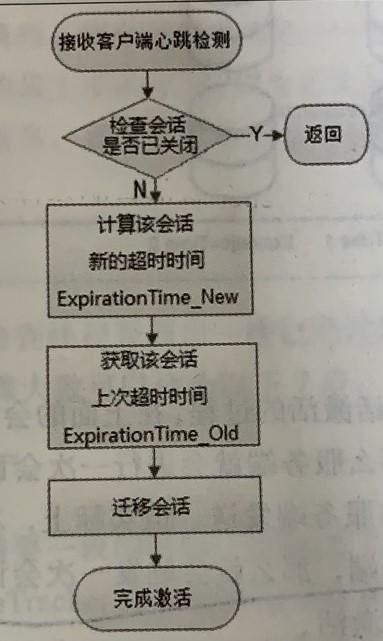 接收客户端心跳检测
检查会话
是否已关闭
Y
返回
N
计算该会话
新的超时时间
ExpirationTime_New
获取该会话
上次超时时间
ExpirationTime_Old
迁移会话
完成激活